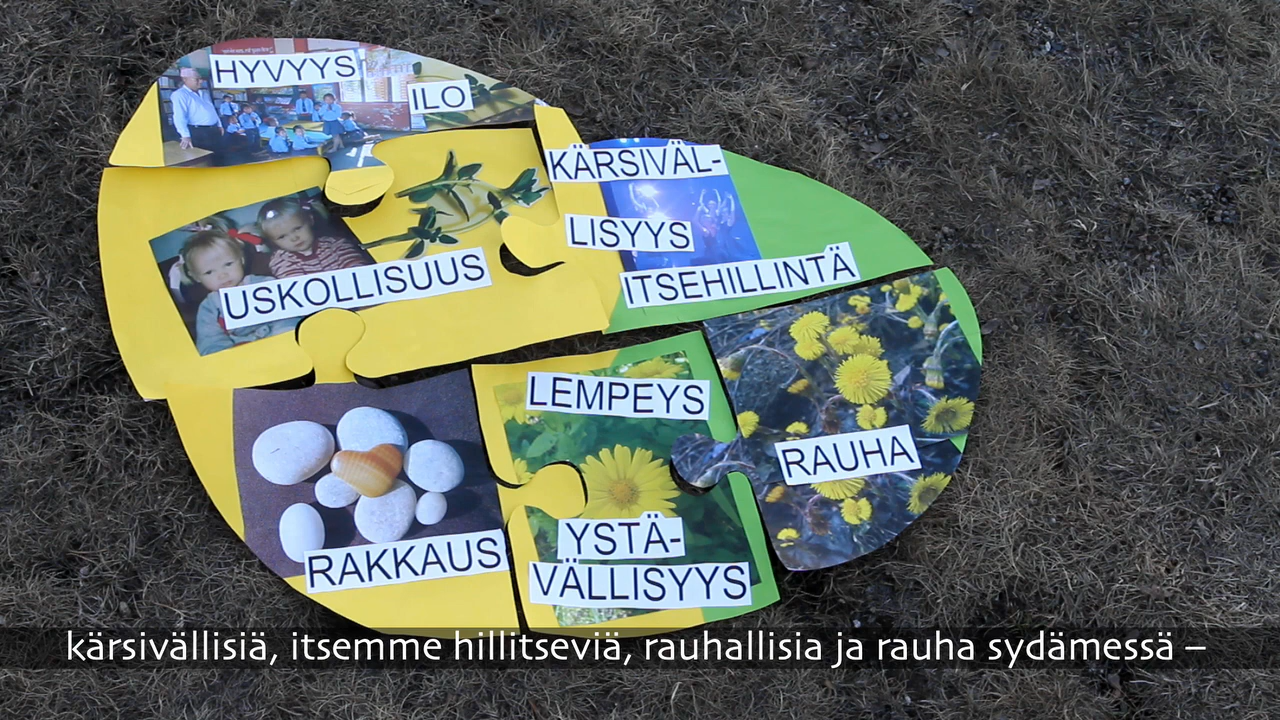 HYVYYS
ILO
KÄRSIVÄL-
LISYYS
USKOLLISUUS
ITSEHILLINTÄ
LEMPEYS
RAUHA
RAKKAUS
YSTÄ-
VÄLLISYYS
kärsivällisiä, itsemme hillitseviä, rauhallisia ja rauha sydämessä –